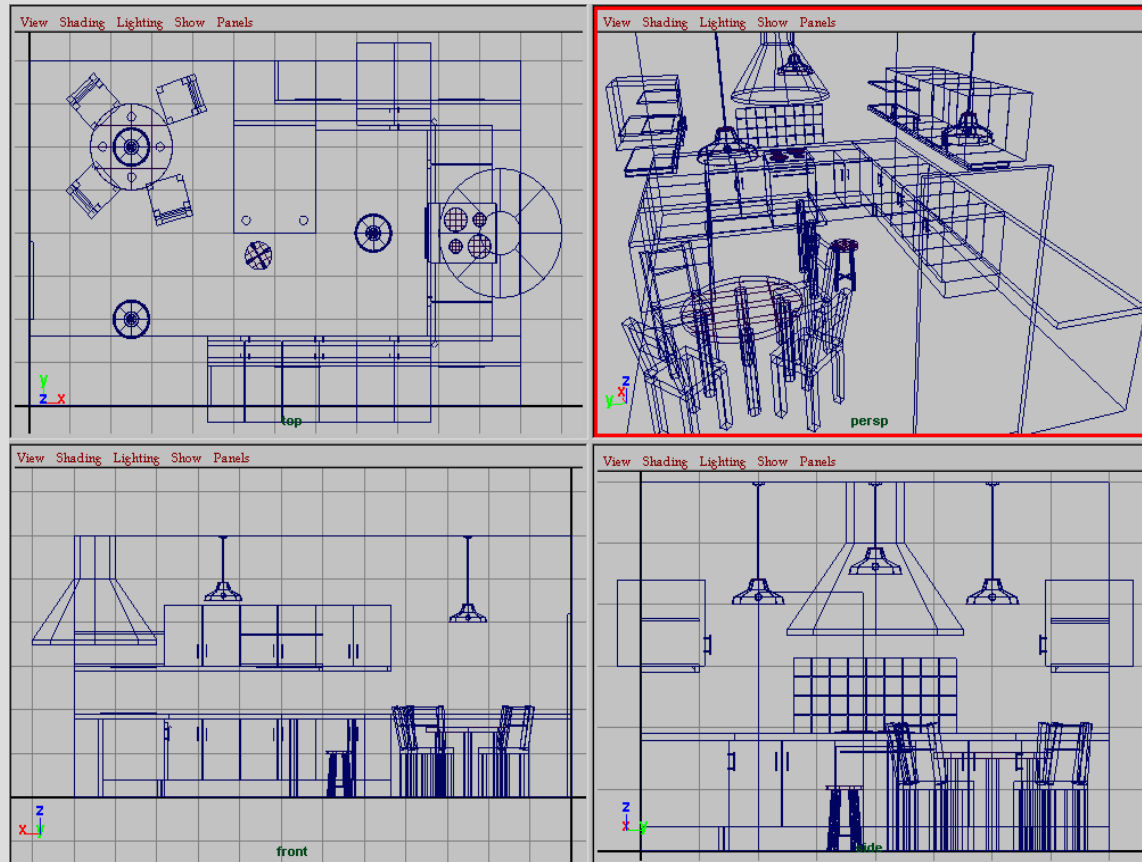 View Shading Lighting Show Panels
View Shading Lighting Show Panels
y
z x
top
z
x
y
persp
View Shading Lighting Show Panels
View Shading Lighting Show Panels
z
x y
front
z
x y
side